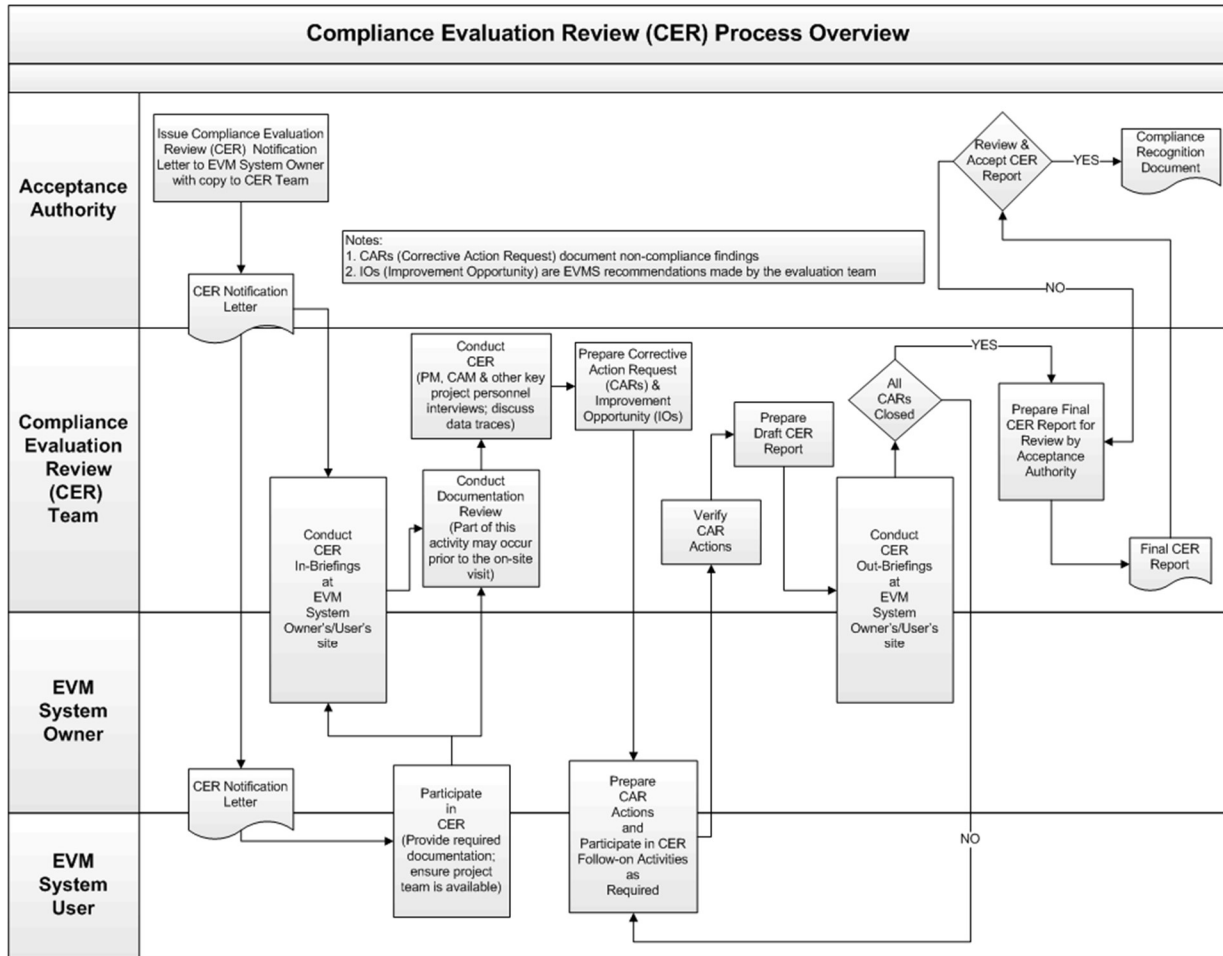 Compliance Evaluation Review (CER) Process Overview
Acceptance
Authority
Issue Compliance Evaluation
Review (CER) Notification
Letter to EVM System Owner
with copy to CER Team
CER Notification
Letter
Notes:
1. CARs (Corrective Action Request) document non-compliance findings
2. IOs (Improvement Opportunity) are EVMS recommendations made by the evaluation team
Review &
Accept CER
Report
YES
Compliance
Recognition
Document
NO
Compliance
Evaluation
Review
(CER)
Team
Conduct
CER
In-Briefings
at
EVM
System
Owner's/User's
site
Conduct
CER
(PM, CAM & other key
project personnel
interviews; discuss
data traces)
Conduct
Documentation
Review
(Part of this
activity may occur
prior to the on-site
visit)
Prepare Corrective
Action Request
(CARs) &
Improvement
Opportunity (IOs)
Verify
CAR
Actions
Prepare
Draft CER
Report
All
CARs
Closed
YES
Conduct
CER
Out-Briefings
at
EVM
System
Owner's/User's
site
Prepare Final
CER Report for
Review by
Acceptance
Authority
Final CER
Report
EVM
System
Owner
CER Notification
Letter
Participate
in
CER
(Provide required
documentation;
ensure project
team is available)
Prepare
CAR
Actions
and
Participate in CER
Follow-on Activities
as
Required
NO
EVM
System
User